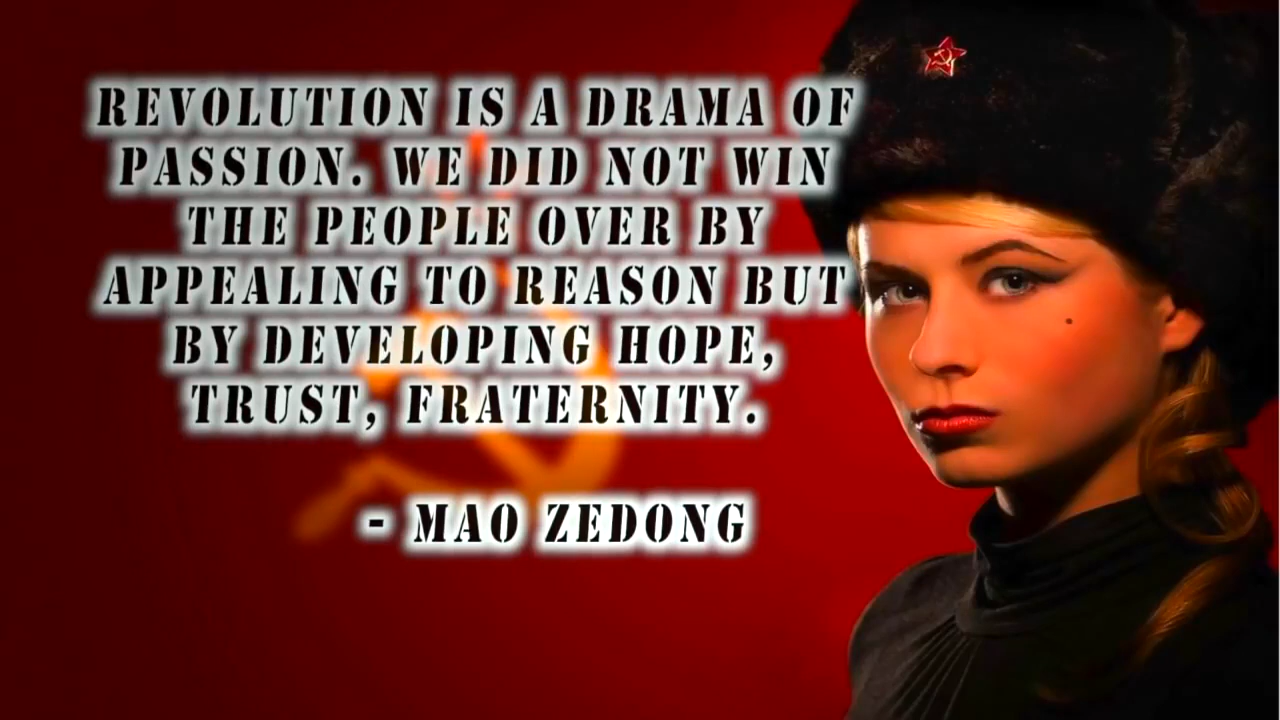 REVOLUTION IS A DRAMA OF
PASSION. WE DID NOT WIN
THE PEOPLE OVER BY
APPEALING TO REASON BUT
BY DEVELOPING HOPE,
TRUST, FRATERNITY.
- MAO ZEDONG